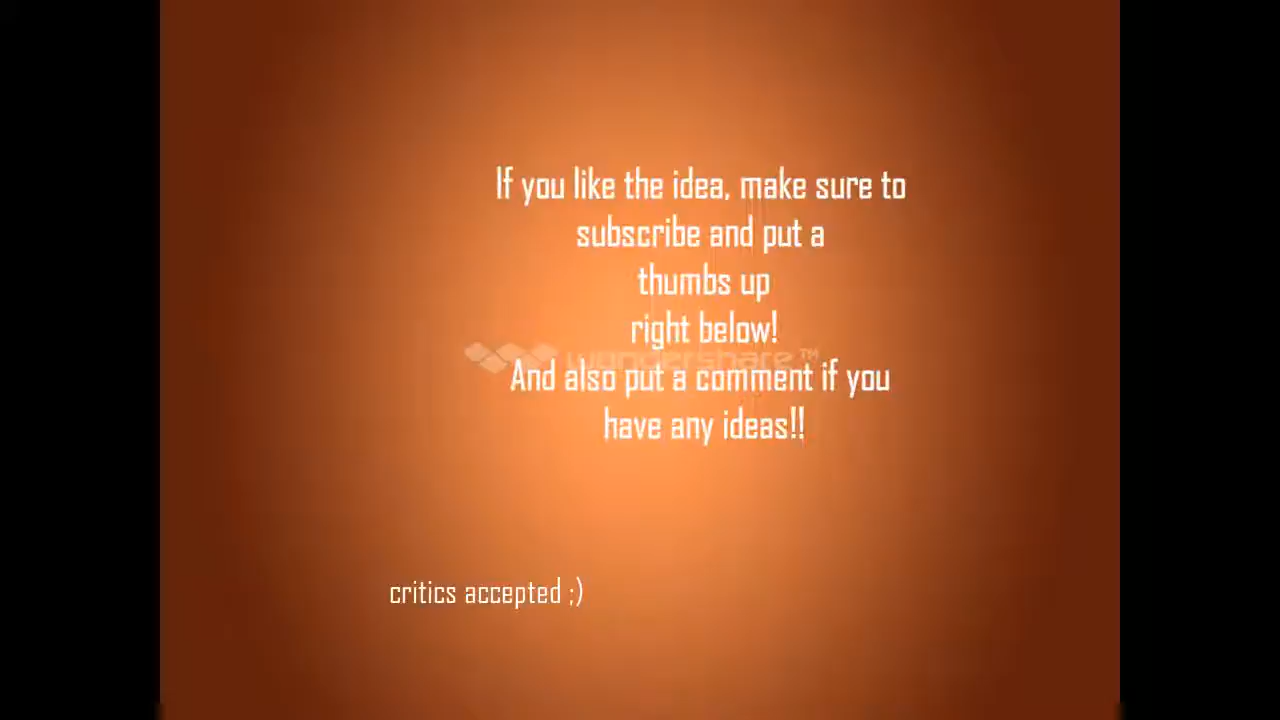 If you like the idea, make sure to
subscribe and put a
thumbs up
right below!
wondershare™
And also put a comment if you
have any ideas!!
critics accepted ;)